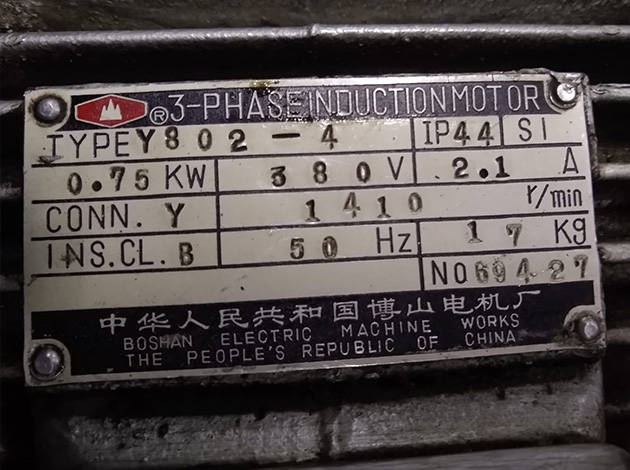 ® 3-PHASE INDUCTION MOTOR
TYPE Y802-4 IP44 S1
0.75 KW 380 V 2.1 A
CONN. Y 1410 r/min
INS.CL. B 50 Hz 17 Kg
NO 69427
中华人民共和国博山电机厂
BOSHAN ELECTRIC MACHINE WORKS
THE PEOPLE'S REPUBLIC OF CHINA